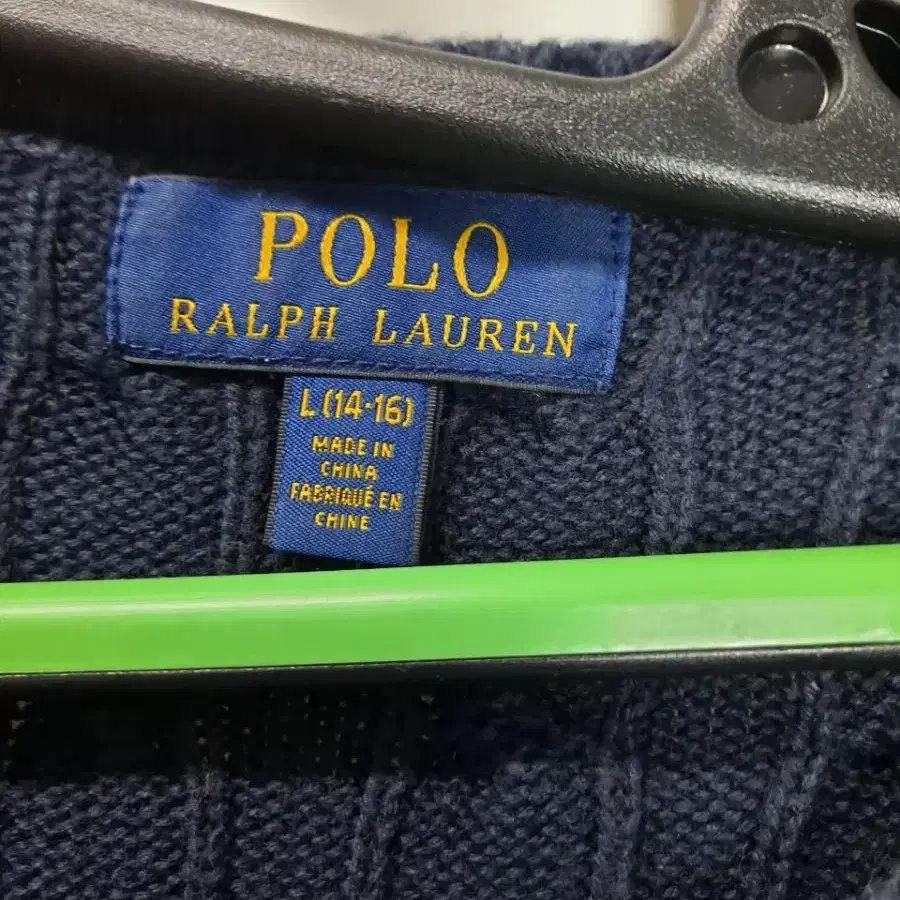 POLO
RALPH LAUREN
L (14-16)
MADE IN
CHINA
FABRIQUÉ EN
CHINE